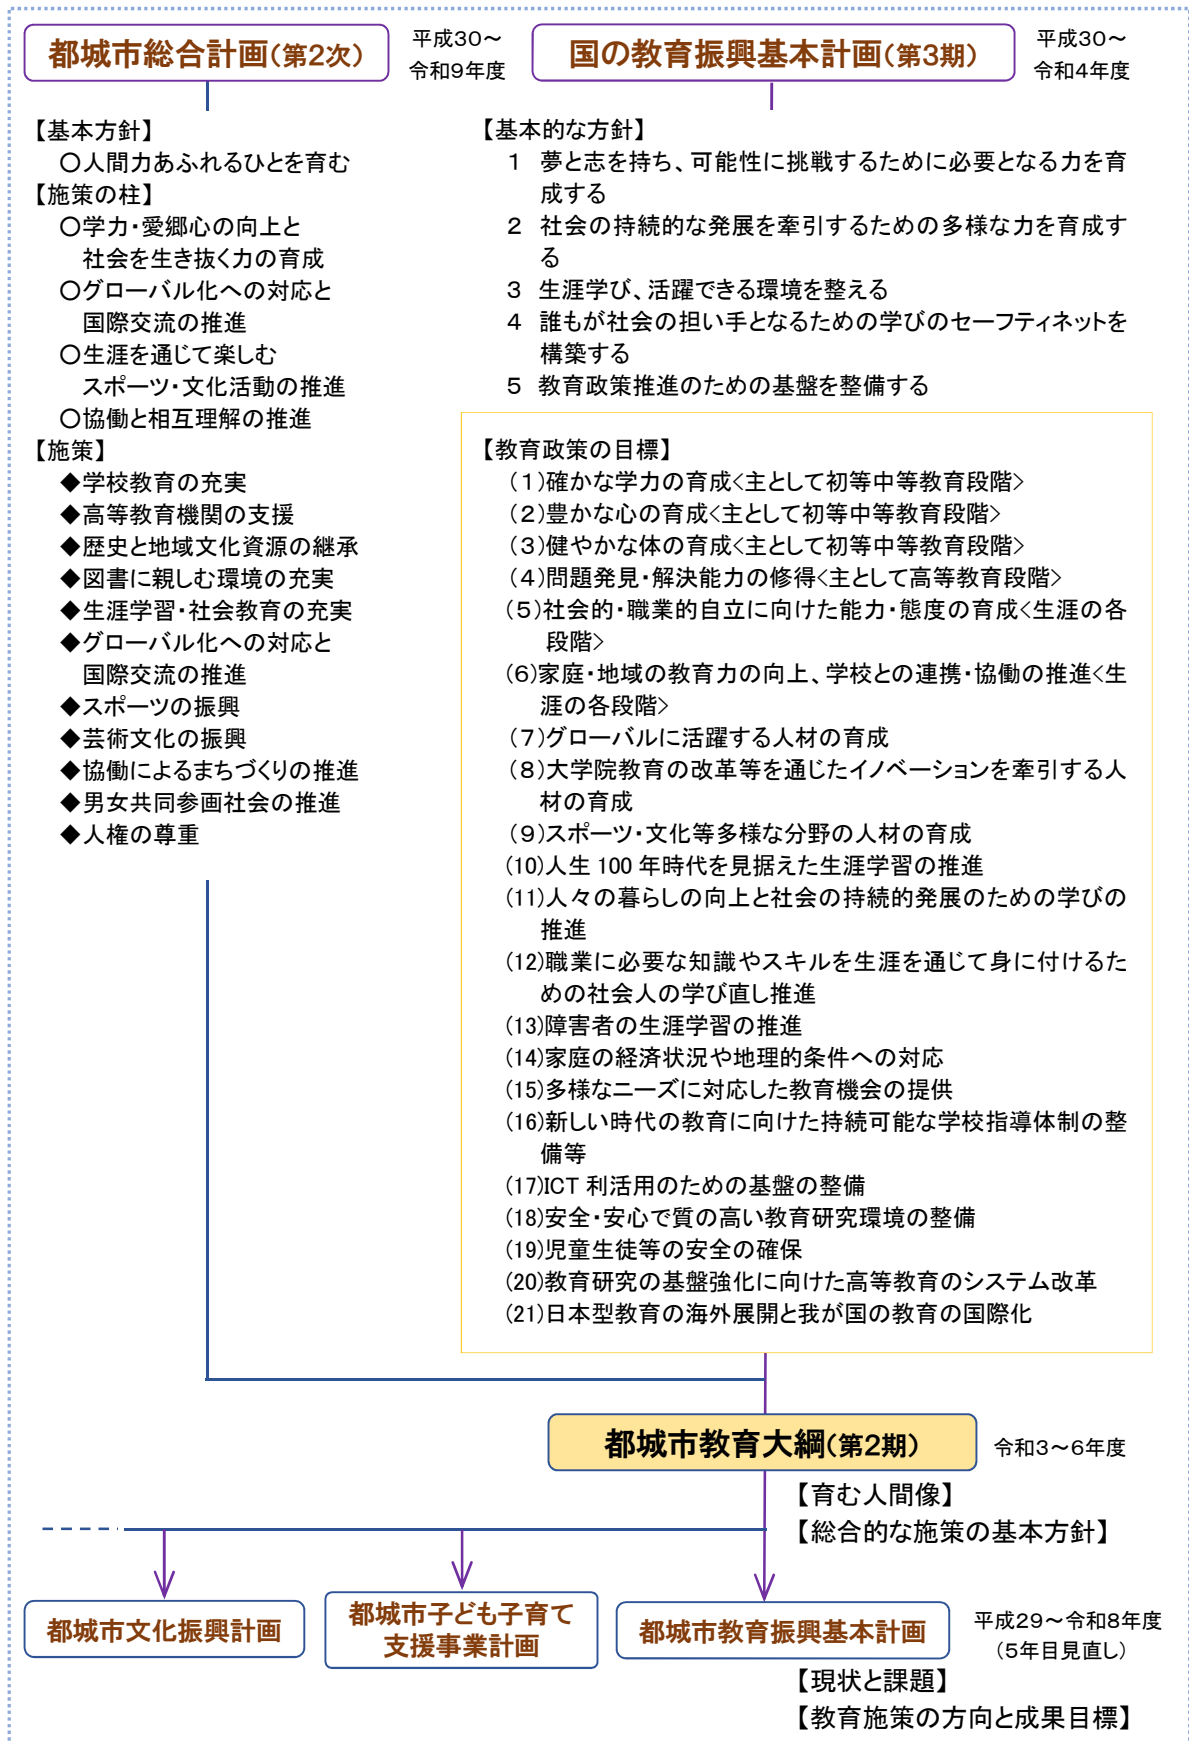 都城市総合計画(第2次)
平成30～
令和9年度
【基本方針】
○人間力あふれるひとを育む
【施策の柱】
○学力・愛郷心の向上と
社会を生き抜く力の育成
○グローバル化への対応と
国際交流の推進
○生涯を通じて楽しむ
スポーツ・文化活動の推進
○協働と相互理解の推進
【施策】
◆学校教育の充実
◆高等教育機関の支援
◆歴史と地域文化資源の継承
◆図書に親しむ環境の充実
◆生涯学習・社会教育の充実
◆グローバル化への対応と
国際交流の推進
◆スポーツの振興
◆芸術文化の振興
◆協働によるまちづくりの推進
◆男女共同参画社会の推進
◆人権の尊重
国の教育振興基本計画(第3期)
平成30～
令和4年度
【基本的な方針】
1 夢と志を持ち、可能性に挑戦するために必要となる力を育
成する
2 社会の持続的な発展を牽引するための多様な力を育成す
る
3 生涯学び、活躍できる環境を整える
4 誰もが社会の担い手となるための学びのセーフティネットを
構築する
5 教育政策推進のための基盤を整備する
【教育政策の目標】
(1)確かな学力の育成<主として初等中等教育段階>
(2)豊かな心の育成<主として初等中等教育段階>
(3)健やかな体の育成<主として初等中等教育段階>
(4)問題発見・解決能力の修得<主として高等教育段階>
(5)社会的・職業的自立に向けた能力・態度の育成<生涯の各
段階>
(6)家庭・地域の教育力の向上、学校との連携・協働の推進<生
涯の各段階>
(7)グローバルに活躍する人材の育成
(8)大学院教育の改革等を通じたイノベーションを牽引する人
材の育成
(9)スポーツ・文化等多様な分野の人材の育成
(10)人生 100 年時代を見据えた生涯学習の推進
(11)人々の暮らしの向上と社会の持続的発展のための学びの
推進
(12)職業に必要な知識やスキルを生涯を通じて身に付けるた
めの社会人の学び直し推進
(13)障害者の生涯学習の推進
(14)家庭の経済状況や地理的条件への対応
(15)多様なニーズに対応した教育機会の提供
(16)新しい時代の教育に向けた持続可能な学校指導体制の整
備等
(17)ICT 利活用のための基盤の整備
(18)安全・安心で質の高い教育研究環境の整備
(19)児童生徒等の安全の確保
(20)教育研究の基盤強化に向けた高等教育のシステム改革
(21)日本型教育の海外展開と我が国の教育の国際化
都城市教育大綱(第2期)
令和3～6年度
【育む人間像】
【総合的な施策の基本方針】
都城市文化振興計画
都城市子ども子育て
支援事業計画
都城市教育振興基本計画
平成29～令和8年度
(5年目見直し)
【現状と課題】
【教育施策の方向と成果目標】